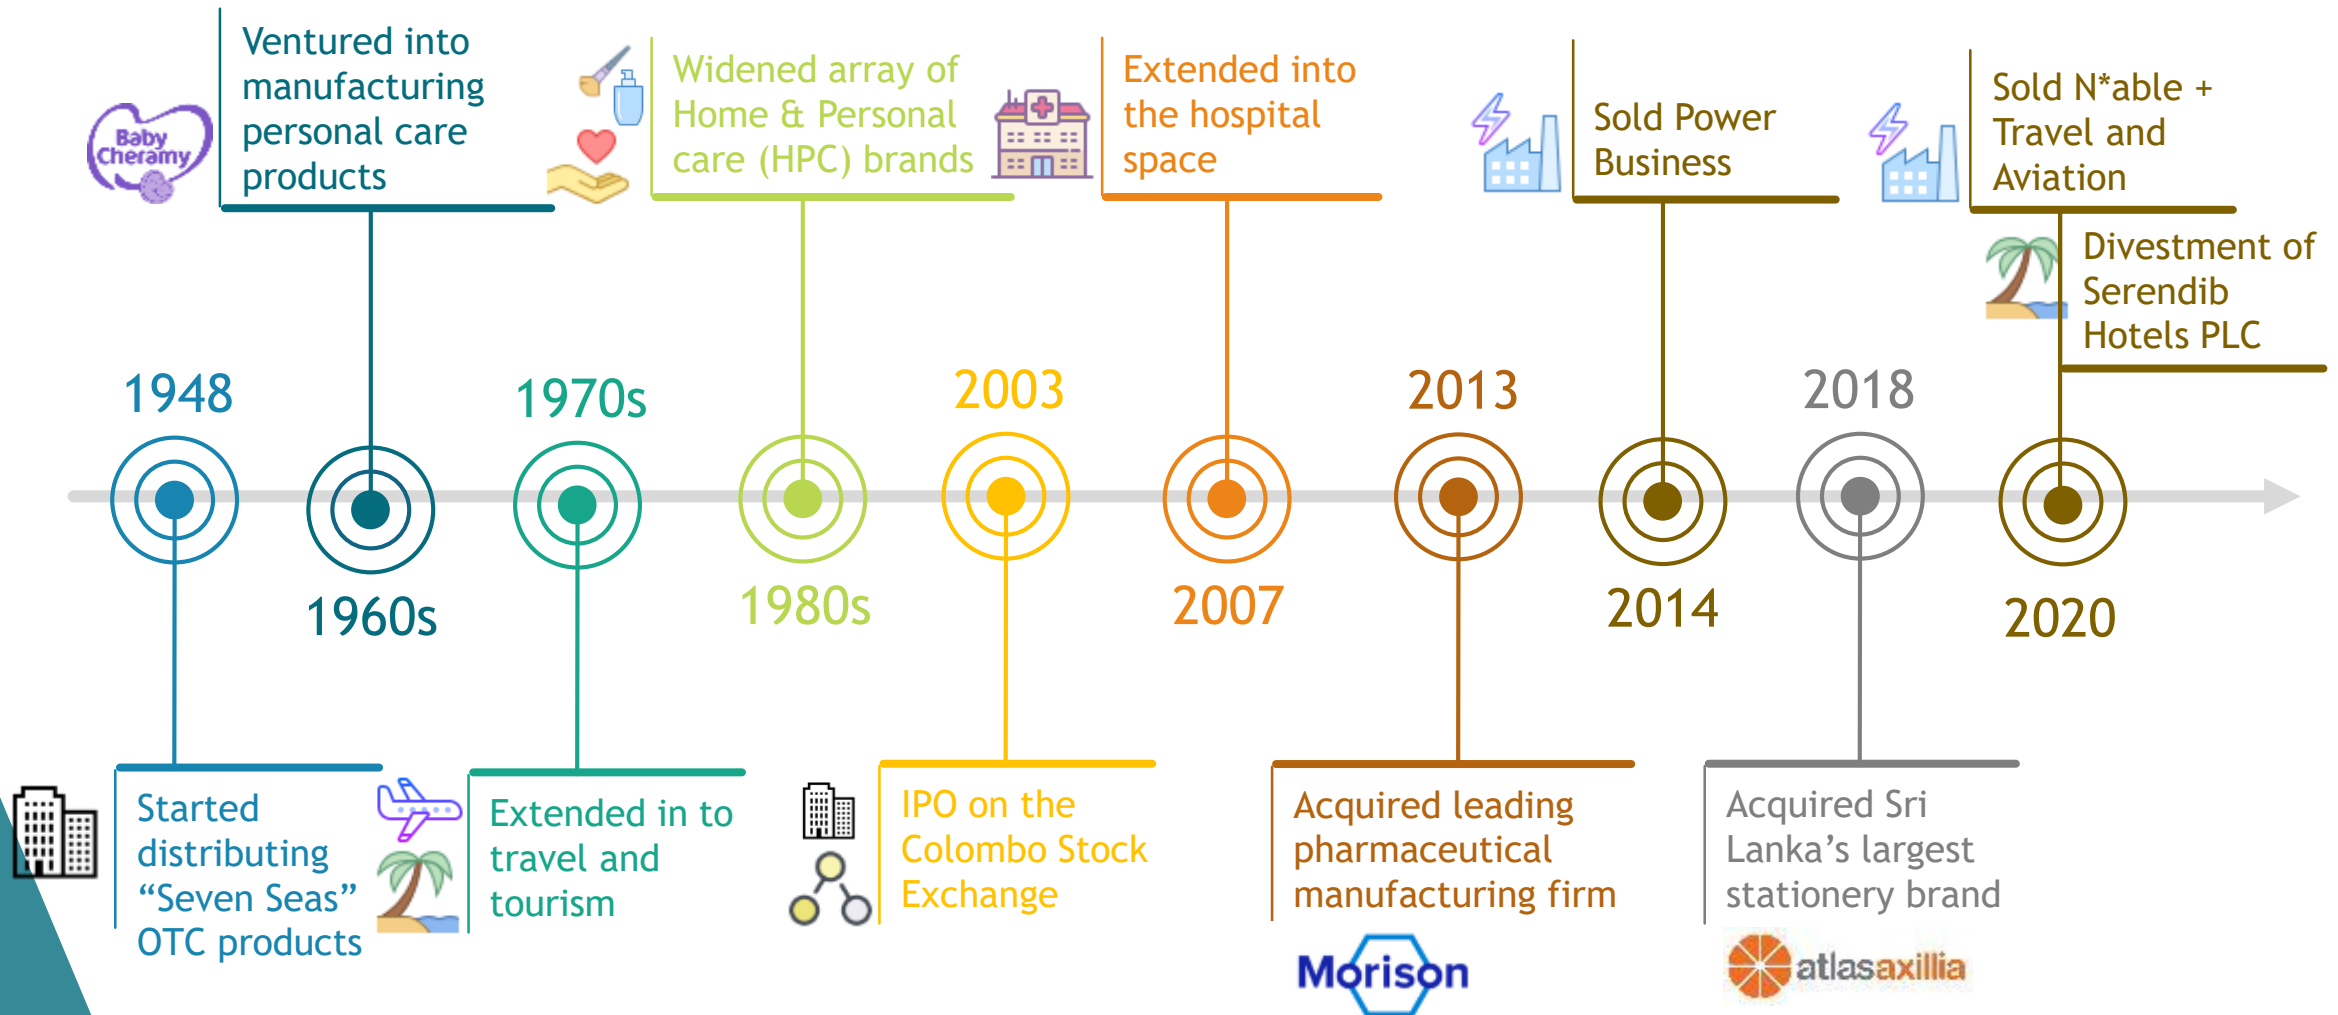 Ventured into
manufacturing
personal care
products
Baby
Cheramy
Widened array of
Home & Personal
care (HPC) brands
Extended into
the hospital
space
Sold Power
Business
Sold N*able +
Travel and
Aviation
Divestment of
Serendib
Hotels PLC
1948
1960s
1970s
1980s
2003
2007
2013
2014
2018
2020
Started
distributing
“Seven Seas”
OTC products
Extended in to
travel and
tourism
IPO on the
Colombo Stock
Exchange
Acquired leading
pharmaceutical
manufacturing firm
Morison
Acquired Sri
Lanka’s largest
stationery brand
atlasaxillia